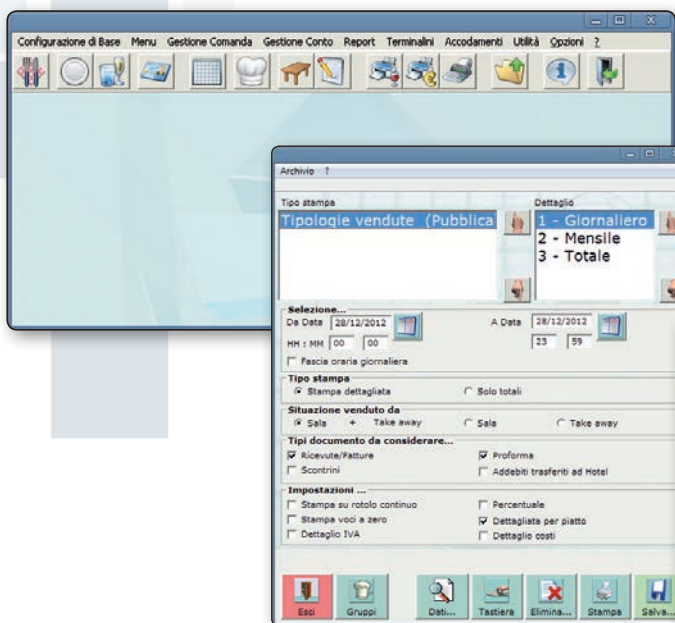 Configurazione di Base Menu Gestione Comanda Gestione Conto Report Terminalini Accodamenti Utilità Opzioni ?
Archivio ?
Tipo stampa Dettaglio
Tipologie vendute (Pubblica 1 - Giornaliero
2 - Mensile
3 - Totale
Selezione...
Da Data 28/12/2012 A Data 28/12/2012
HH : MM 00 00 23 59
Fascia oraria giornaliera
Tipo stampa
Stampa dettagliata Solo totali
Situazione venduto da
Sala + Take away Sala Take away
Tipi documento da considerare...
Ricevute/Fatture Proforma
Scontrini Addebiti trasferiti ad Hotel
Impostazioni ...
Stampa su rotolo continuo Percentuale
Stampa voci a zero Dettagliata per piatto
Dettaglio IVA Dettaglio costi
Esci Gruppi Dati... Tastiera Elimina... Stampa Salva...